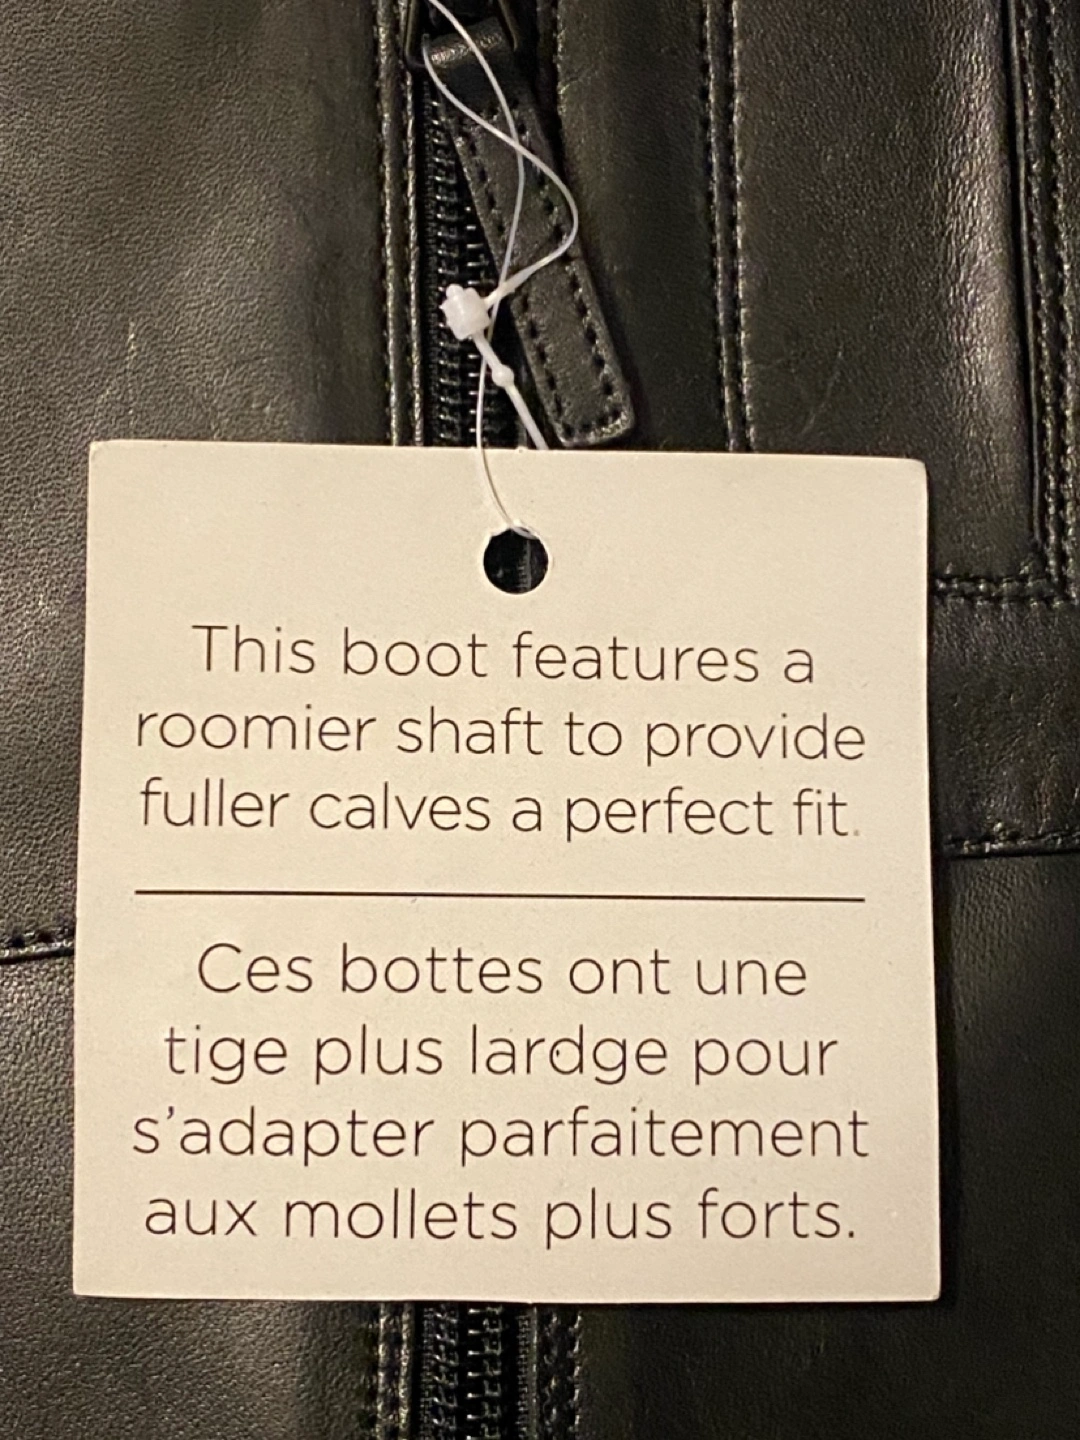 This boot features a
roomier shaft to provide
fuller calves a perfect fit.
Ces bottes ont une
tige plus lardge pour
s'adapter parfaitement
aux mollets plus forts.